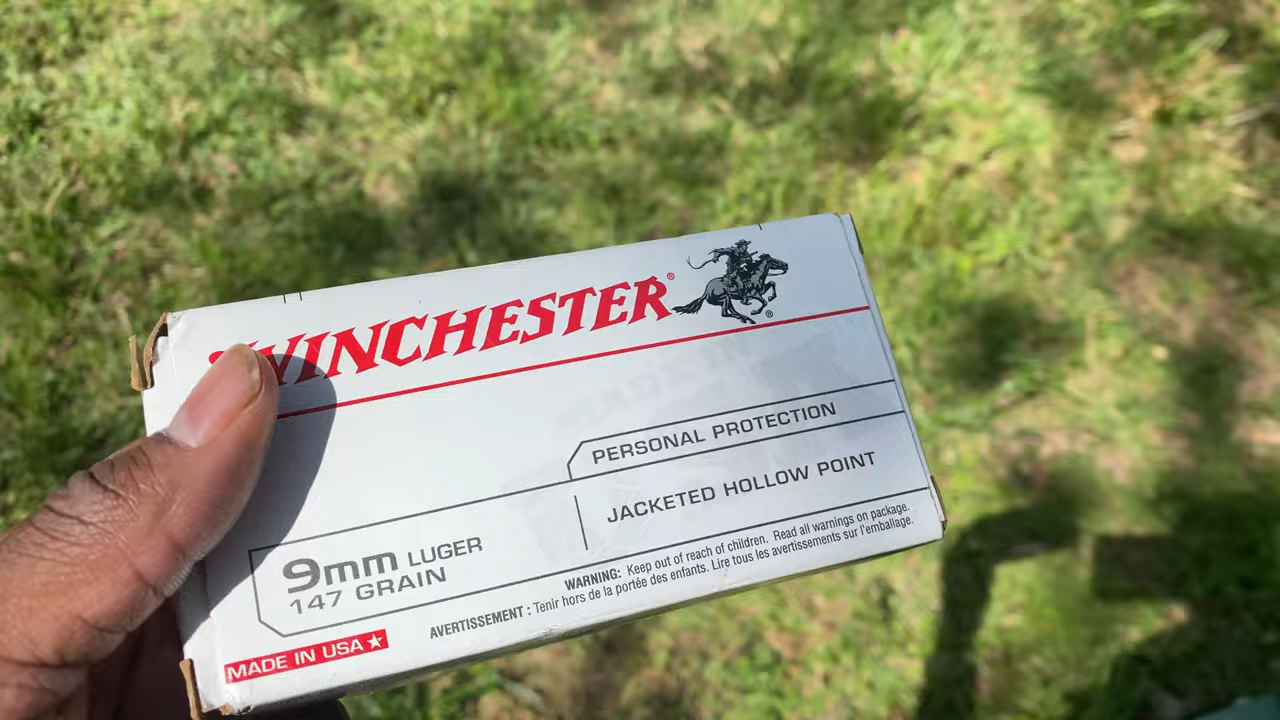 WINCHESTER®
®
PERSONAL PROTECTION
JACKETED HOLLOW POINT
9mm LUGER
147 GRAIN
WARNING: Keep out of reach of children. Read all warnings on package.
AVERTISSEMENT : Tenir hors de la portée des enfants. Lire tous les avertissements sur l'emballage.
MADE IN USA★